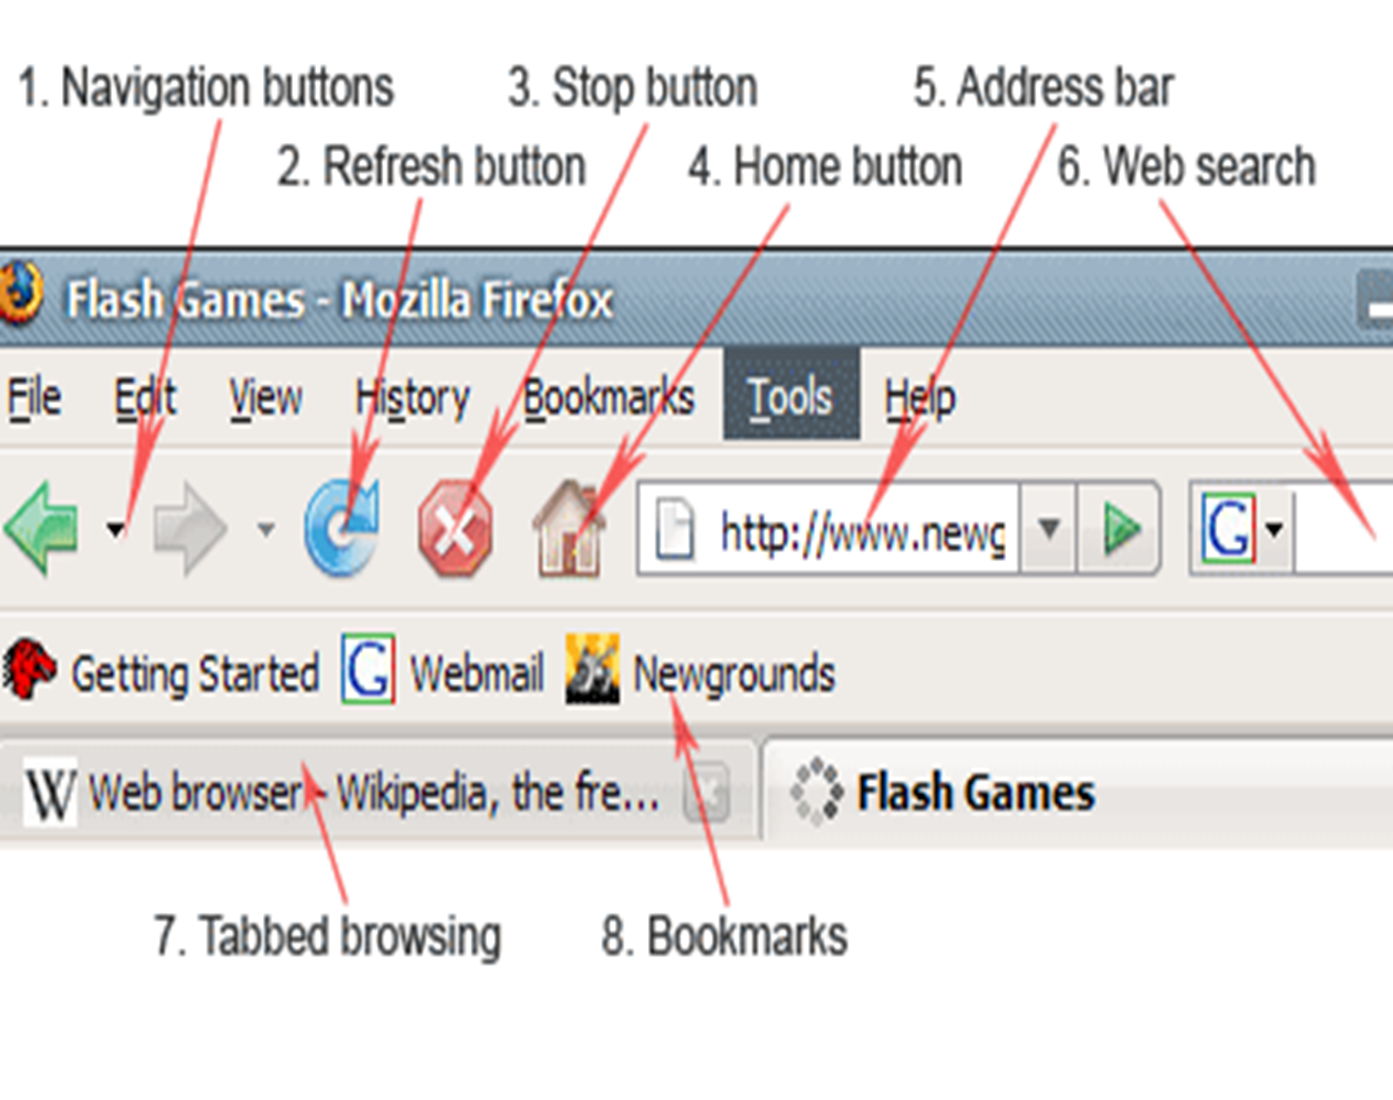 1. Navigation buttons 3. Stop button 5. Address bar
2. Refresh button 4. Home button 6. Web search
Flash Games - Mozilla Firefox
File Edit View History Bookmarks Tools Help
http://www.newg G
Getting Started G Webmail Newgrounds
W Web browser - Wikipedia, the fre... Flash Games
7. Tabbed browsing 8. Bookmarks